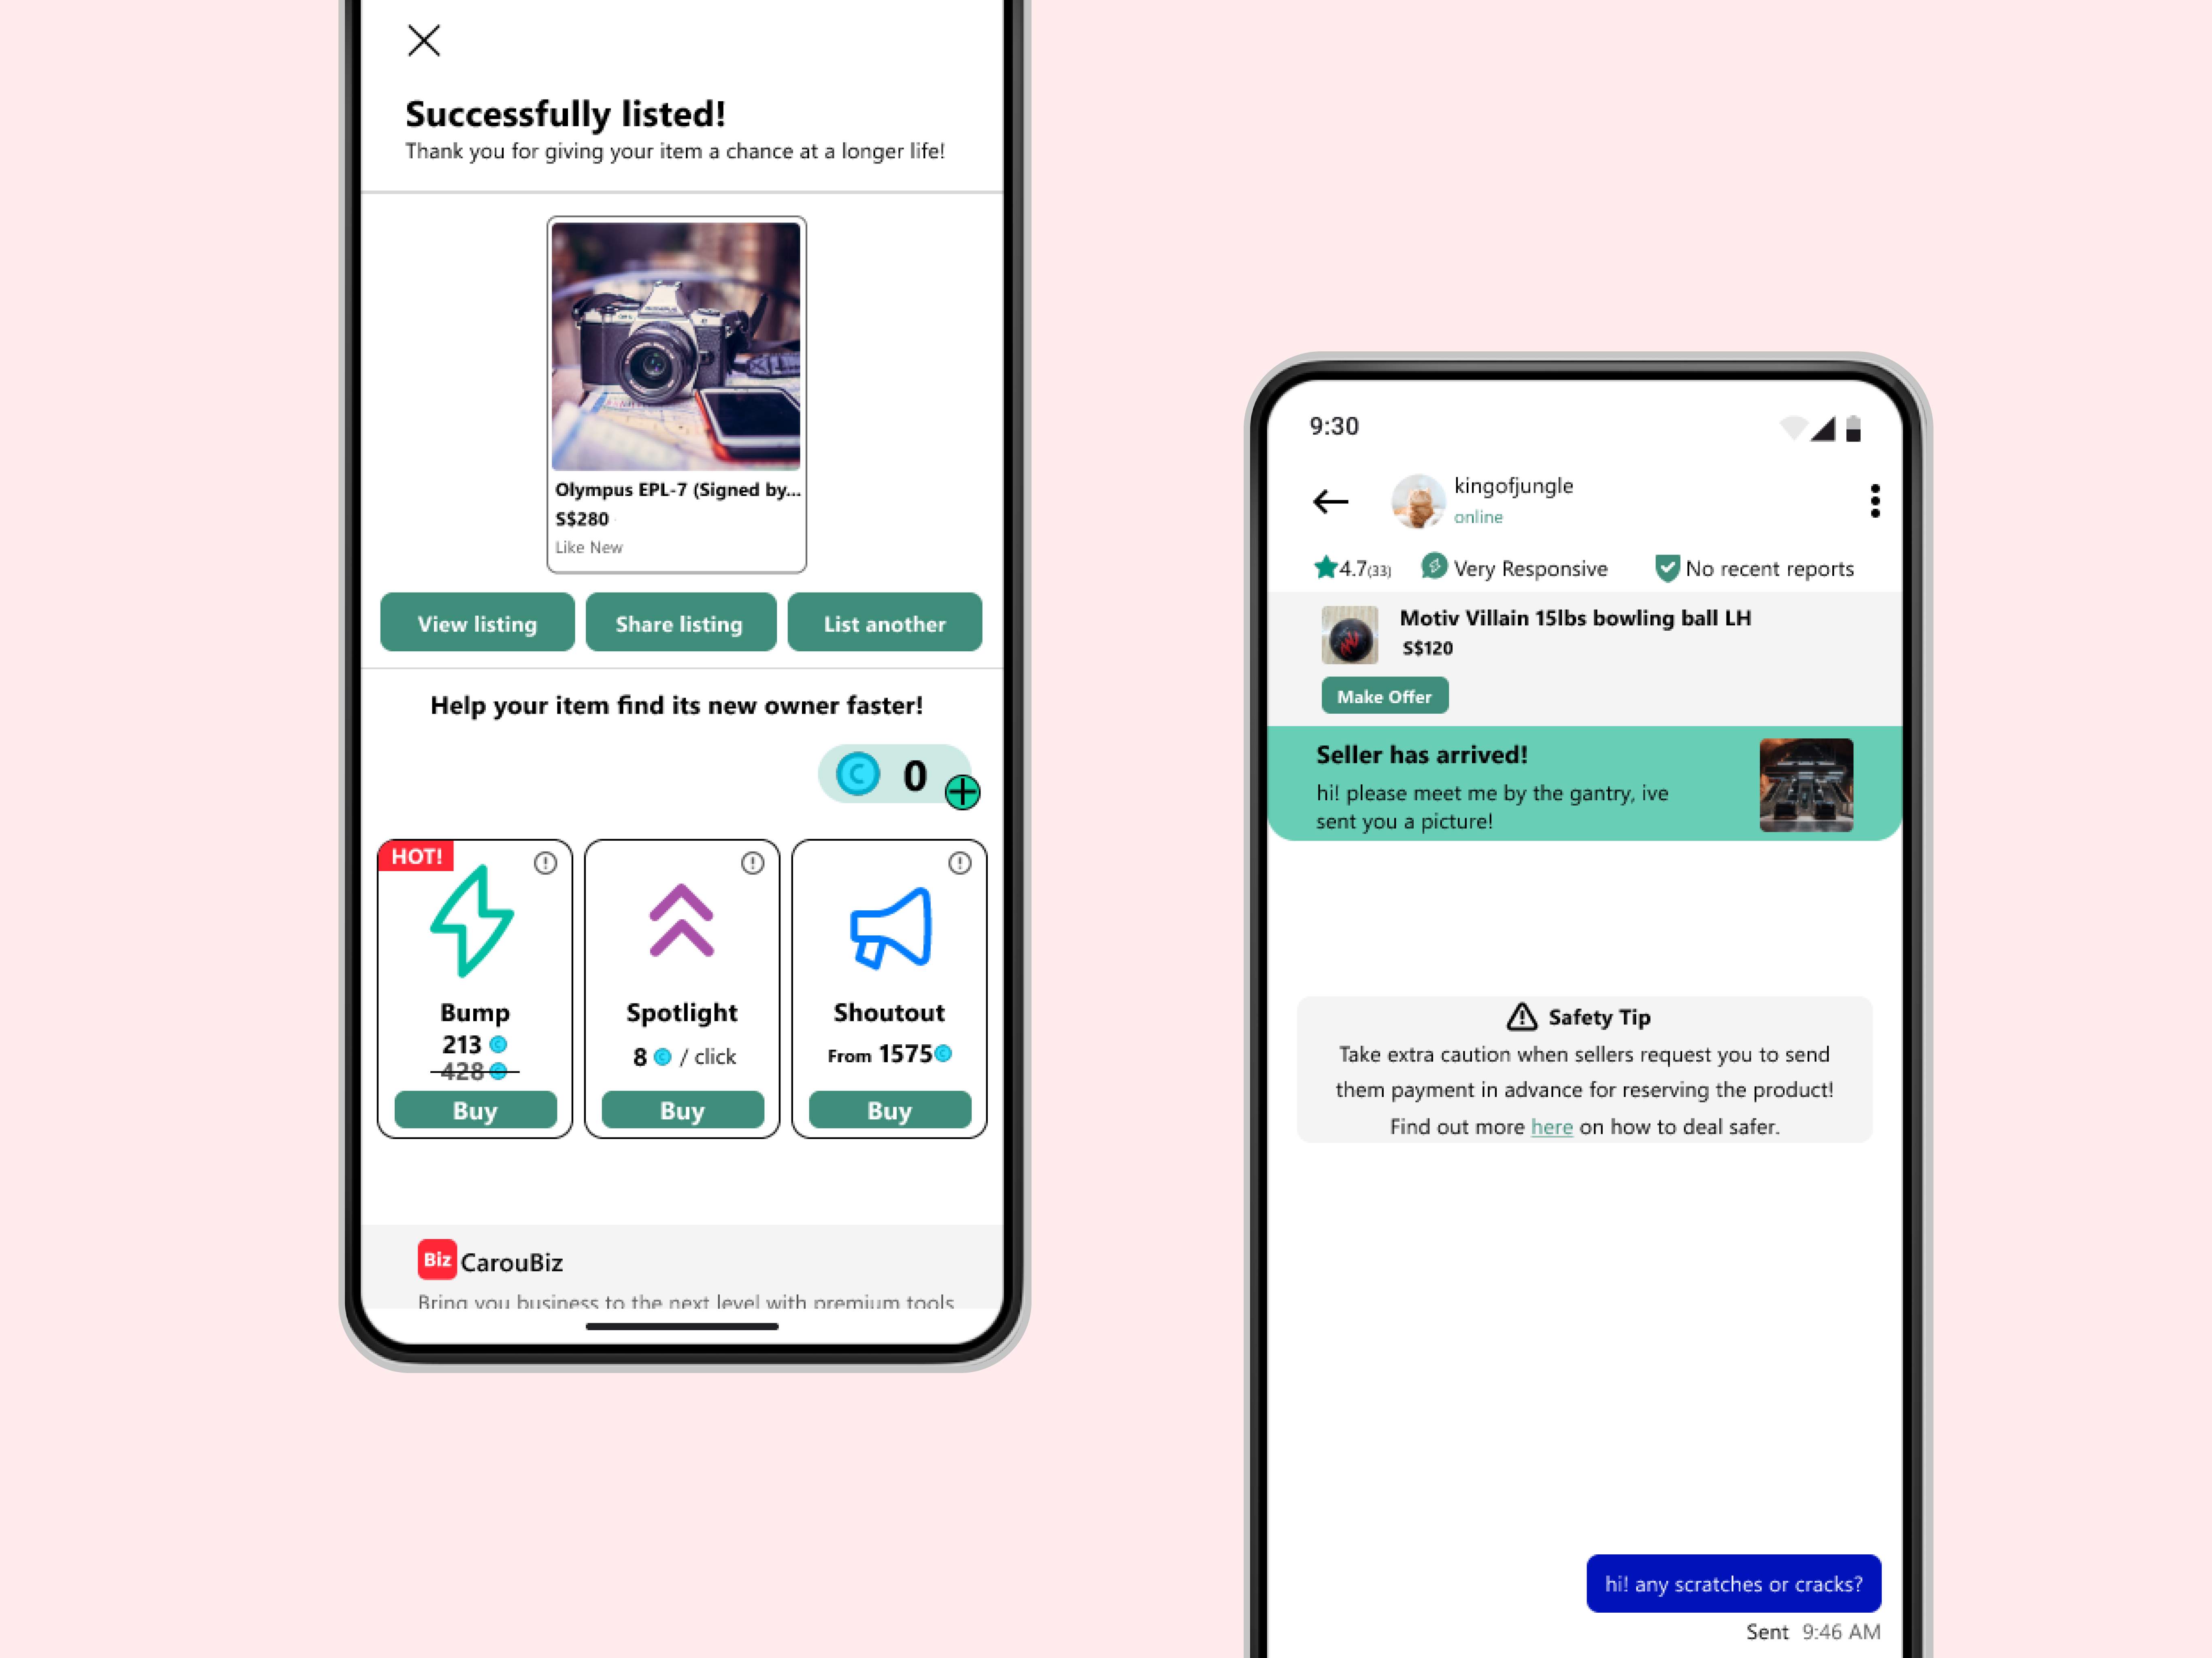 Successfully listed!
Thank you for giving your item a chance at a longer life!
Olympus EPL-7 (Signed by...
S$280
Like New
View listing
Share listing
List another
Help your item find its new owner faster!
C 0
HOT!
Bump
213 C
428 C
Buy
Spotlight
8 C / click
Buy
Shoutout
From 1575 C
Buy
Biz CarouBiz
Bring you business to the next level with premium tools
9:30
kingofjungle
online
4.7(33)
Very Responsive
No recent reports
Motiv Villain 15lbs bowling ball LH
S$120
Make Offer
Seller has arrived!
hi! please meet me by the gantry, ive
sent you a picture!
Safety Tip
Take extra caution when sellers request you to send
them payment in advance for reserving the product!
Find out more here on how to deal safer.
hi! any scratches or cracks?
Sent 9:46 AM